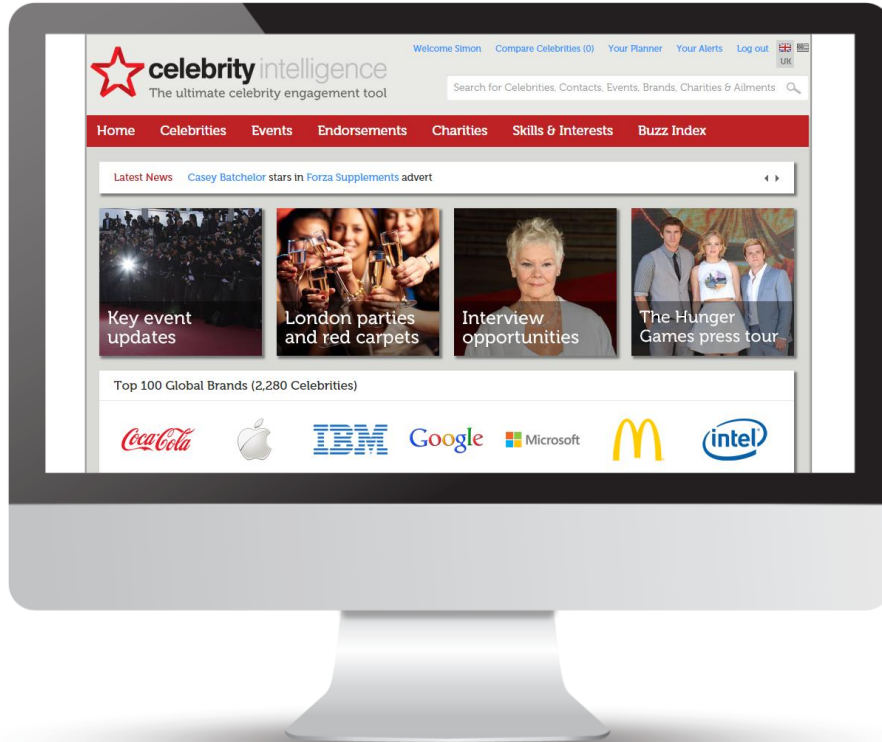 Welcome Simon Compare Celebrities (0) Your Planner Your Alerts Log out
UK
celebrity intelligence
The ultimate celebrity engagement tool
Search for Celebrities, Contacts, Events, Brands, Charities & Ailments
Home Celebrities Events Endorsements Charities Skills & Interests Buzz Index
Latest News Casey Batchelor stars in Forza Supplements advert
Key event
updates
London parties
and red carpets
Interview
opportunities
The Hunger
Games press tour
Top 100 Global Brands (2,280 Celebrities)
Coca-Cola IBM Google Microsoft intel